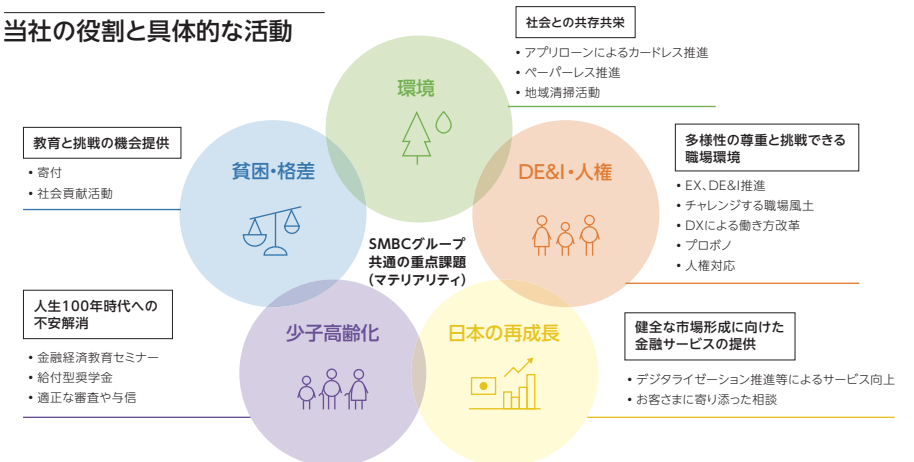 当社の役割と具体的な活動
社会との共存共栄
• アプリローンによるカードレス推進
• ペーパーレス推進
• 地域清掃活動
環境
教育と挑戦の機会提供
• 寄付
• 社会貢献活動
貧困・格差
DE&I・人権
多様性の尊重と挑戦できる
職場環境
• EX、DE&I推進
• チャレンジする職場風土
• DXによる働き方改革
• プロボノ
• 人権対応
SMBCグループ
共通の重点課題
(マテリアリティ)
人生100年時代への
不安解消
• 金融経済教育セミナー
• 給付型奨学金
• 適正な審査や与信
少子高齢化
日本の再成長
健全な市場形成に向けた
金融サービスの提供
• デジタライゼーション推進等によるサービス向上
• お客さまに寄り添った相談